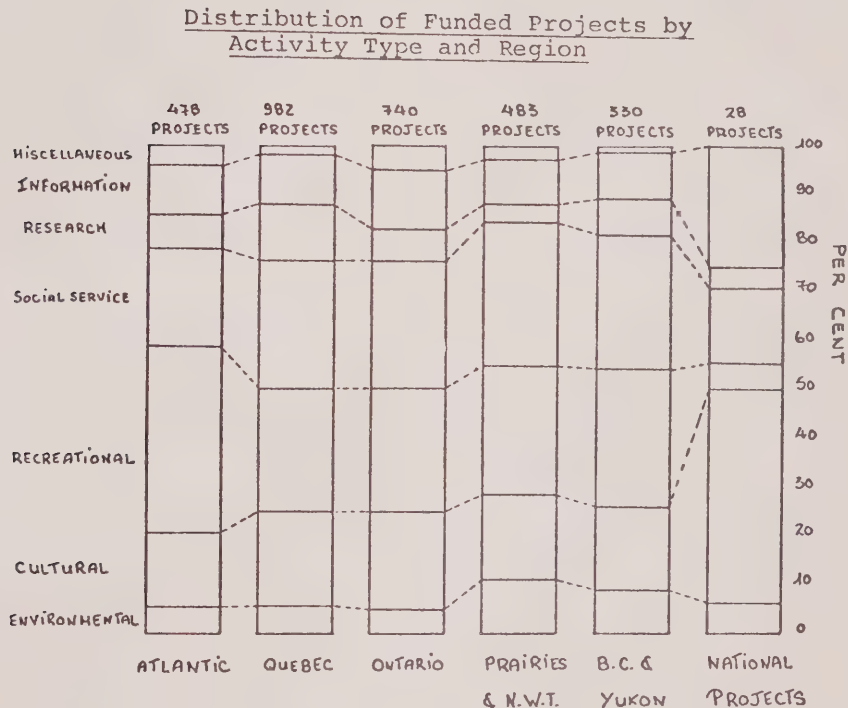 Distribution of Funded Projects by
Activity Type and Region
478 982 740 483 330 28
PROJECTS PROJECTS PROJECTS PROJECTS PROJECTS PROJECTS
MISCELLANEOUS
INFORMATION
RESEARCH
SOCIAL SERVICE
RECREATIONAL
CULTURAL
ENVIRONMENTAL
100
90
80
70
60
50
40
30
20
10
0
PER CENT
ATLANTIC QUEBEC ONTARIO PRAIRIES B.C. & NATIONAL
& N.W.T. YUKON PROJECTS